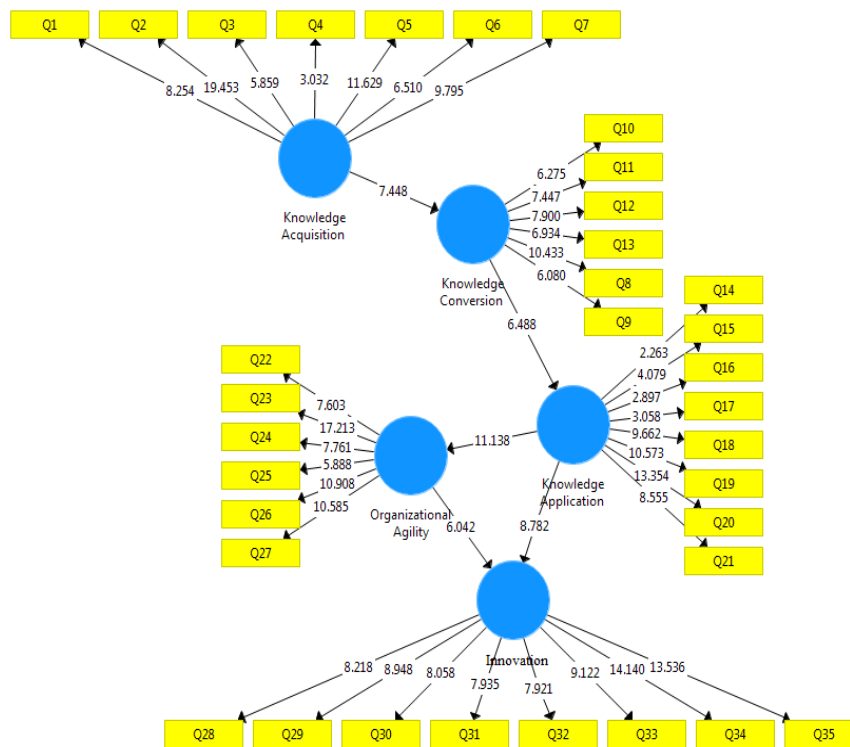 Q1 Q2 Q3 Q4 Q5 Q6 Q7
8.254 19.453 5.859 3.032 11.629 6.510 9.795
Knowledge
Acquisition
7.448
Q10
Q11
Q12
Q13
Q8
Q9
6.275
7.447
7.900
6.934
10.433
6.080
Knowledge
Conversion
6.488
Q14
Q15
Q16
Q17
Q18
Q19
Q20
Q21
2.263
4.079
2.897
3.058
9.662
10.573
13.354
8.555
Knowledge
Application
11.138
8.782
Q22
Q23
Q24
Q25
Q26
Q27
7.603
17.213
7.761
5.888
10.908
10.585
Organizational
Agility
6.042
Innovation
8.218 8.948 8.058 7.935 7.921 9.122 14.140 13.536
Q28 Q29 Q30 Q31 Q32 Q33 Q34 Q35